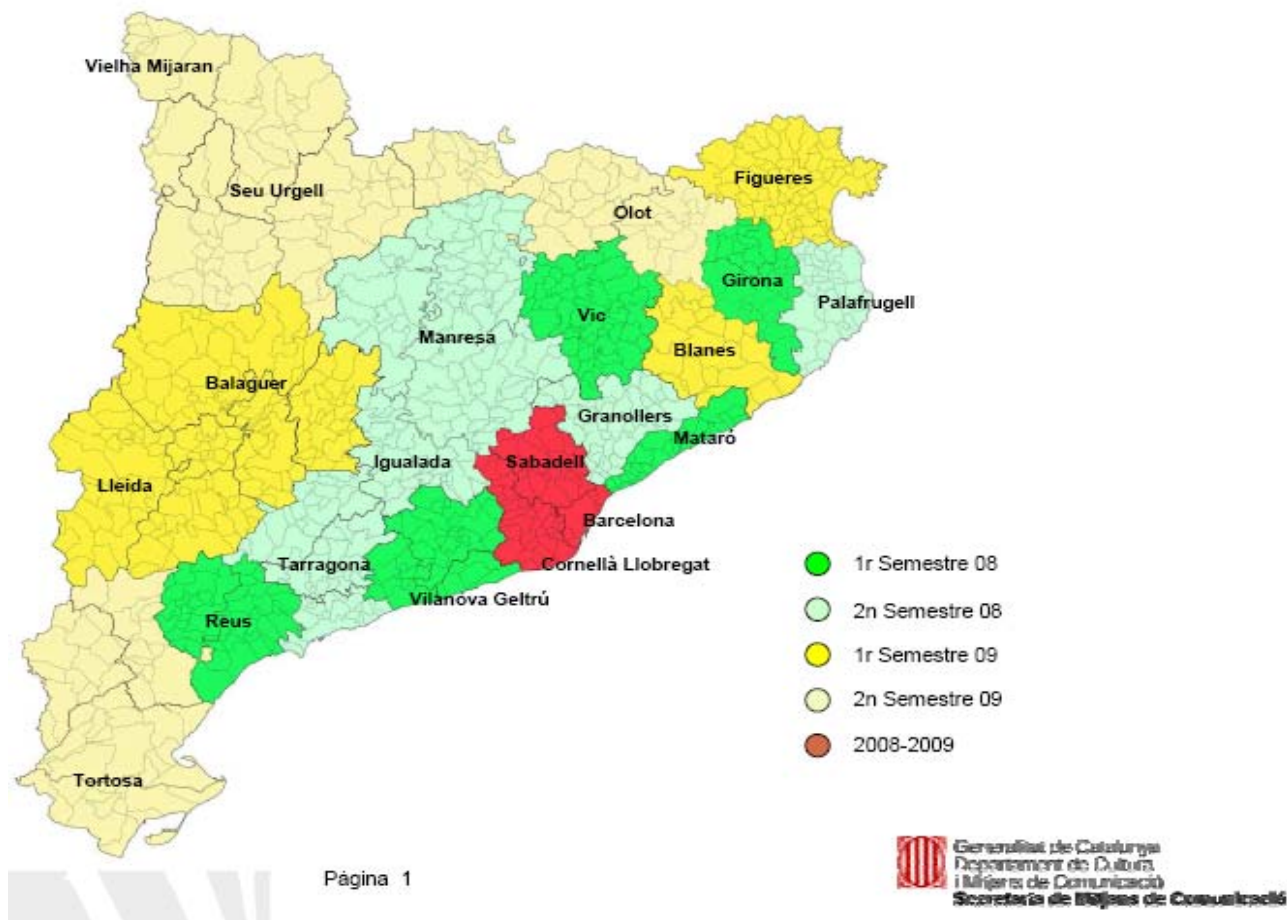 Vielha Mijaran
Figueres
Seu Urgell
Olot
Girona
Palafrugell
Vic
Manresa
Blanes
Balaguer
Granollers
Mataró
Igualada
Sabadell
Lleida
Barcelona
Cornellà Llobregat
Tarragona
Vilanova Geltrú
Reus
Tortosa
1r Semestre 08
2n Semestre 08
1r Semestre 09
2n Semestre 09
2008-2009
Página 1
Generalitat de Catalunya
Departament de Cultura
i Mitjans de Comunicació
Secretaria de Mitjans de Comunicació